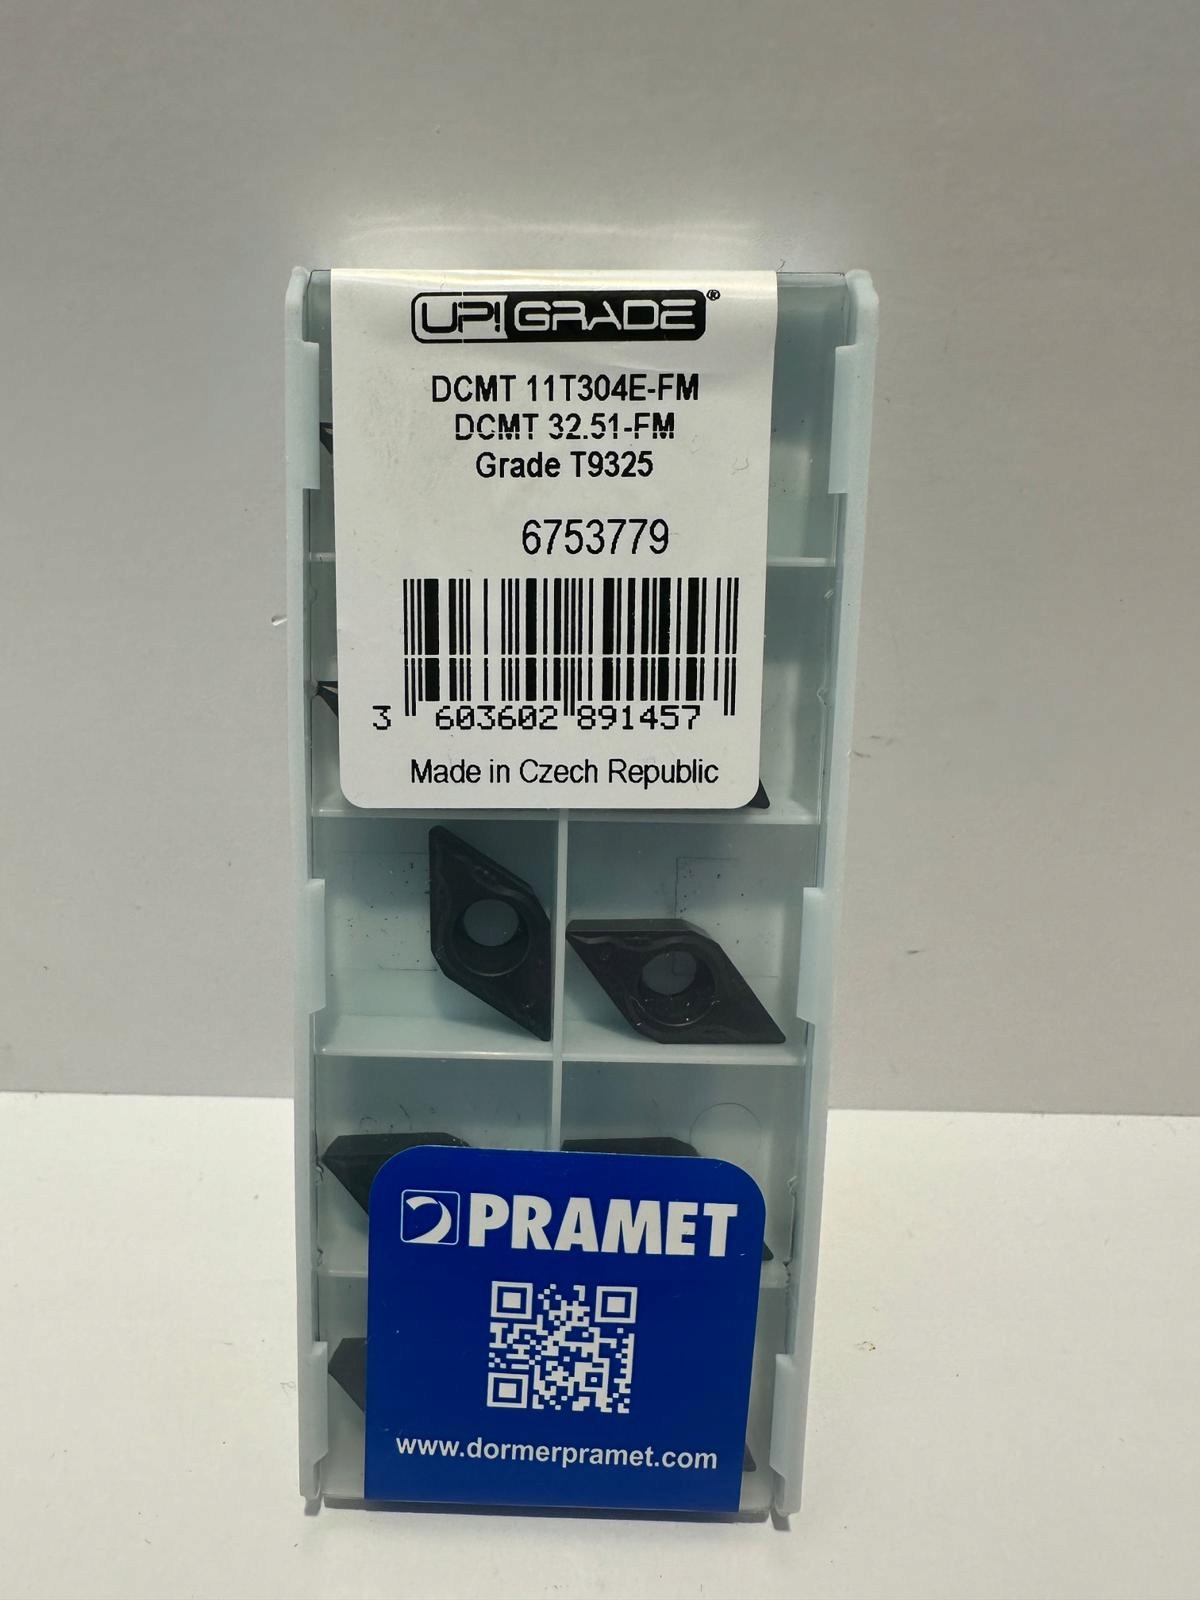 UP!GRADE®
DCMT 11T304E-FM
DCMT 32.51-FM
Grade T9325
6753779
3 603602 891457
Made in Czech Republic
PRAMET
www.dormerpramet.com